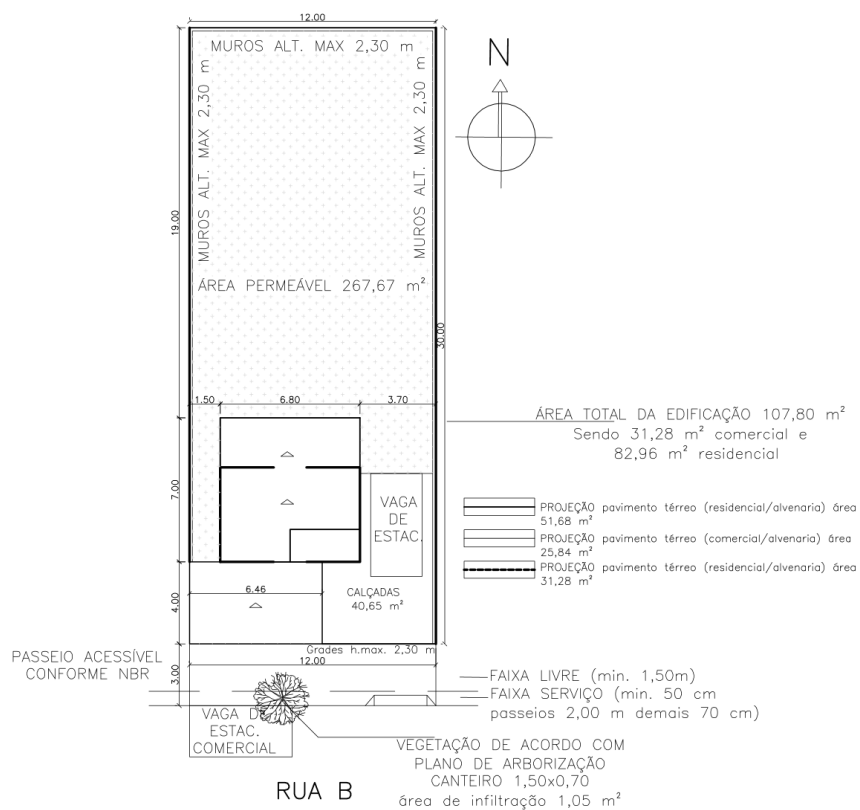 12.00
MUROS ALT. MAX 2,30 m
MUROS ALT. MAX 2,30 m
MUROS ALT. MAX 2,30 m
N
19.00
30.00
ÁREA PERMEÁVEL 267,67 m²
1.50
6.80
3.70
ÁREA TOTAL DA EDIFICAÇÃO 107,80 m²
Sendo 31,28 m² comercial e
82,96 m² residencial
7.00
VAGA
DE
ESTAC.
PROJEÇÃO pavimento térreo (residencial/alvenaria) área
51,68 m²
PROJEÇÃO pavimento térreo (comercial/alvenaria) área
25,84 m²
PROJEÇÃO pavimento térreo (residencial/alvenaria) área
31,28 m²
4.00
6.46
CALÇADAS
40,65 m²
Grades h.max. 2,30 m
12.00
PASSEIO ACESSÍVEL
CONFORME NBR
3.00
FAIXA LIVRE (min. 1,50m)
FAIXA SERVIÇO (min. 50 cm
passeios 2,00 m demais 70 cm)
VAGA DE
ESTAC.
COMERCIAL
VEGETAÇÃO DE ACORDO COM
PLANO DE ARBORIZAÇÃO
CANTEIRO 1,50x0,70
área de infiltração 1,05 m²
RUA B